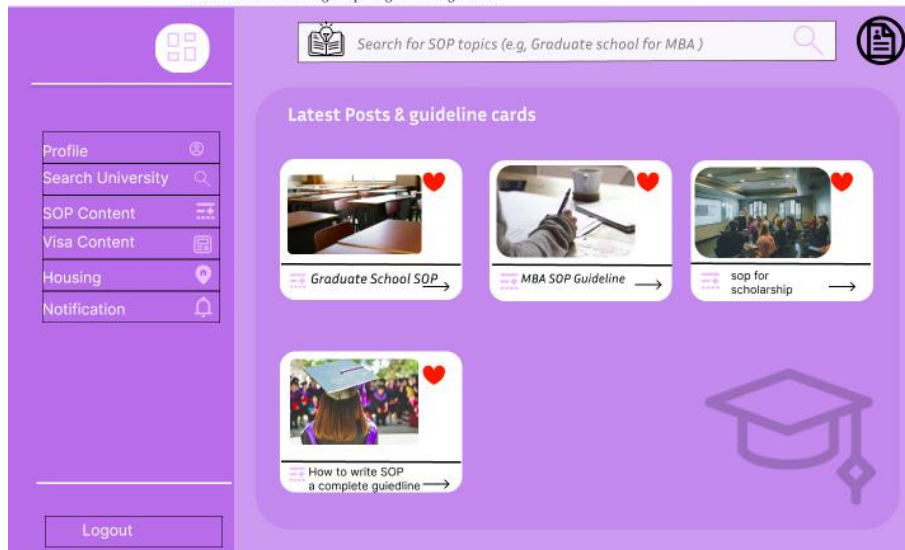 Search for SOP topics (e.g, Graduate school for MBA )
Profile
Search University
SOP Content
Visa Content
Housing
Notification
Logout
Latest Posts & guideline cards
Graduate School SOP
MBA SOP Guideline
sop for
scholarship
How to write SOP
a complete guiedline